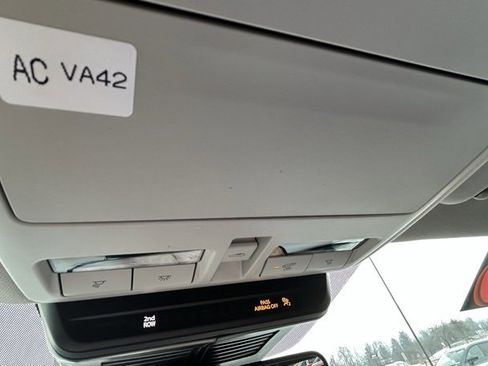 AC VA42
2nd
ROW
PASS
AIRBAG OFF